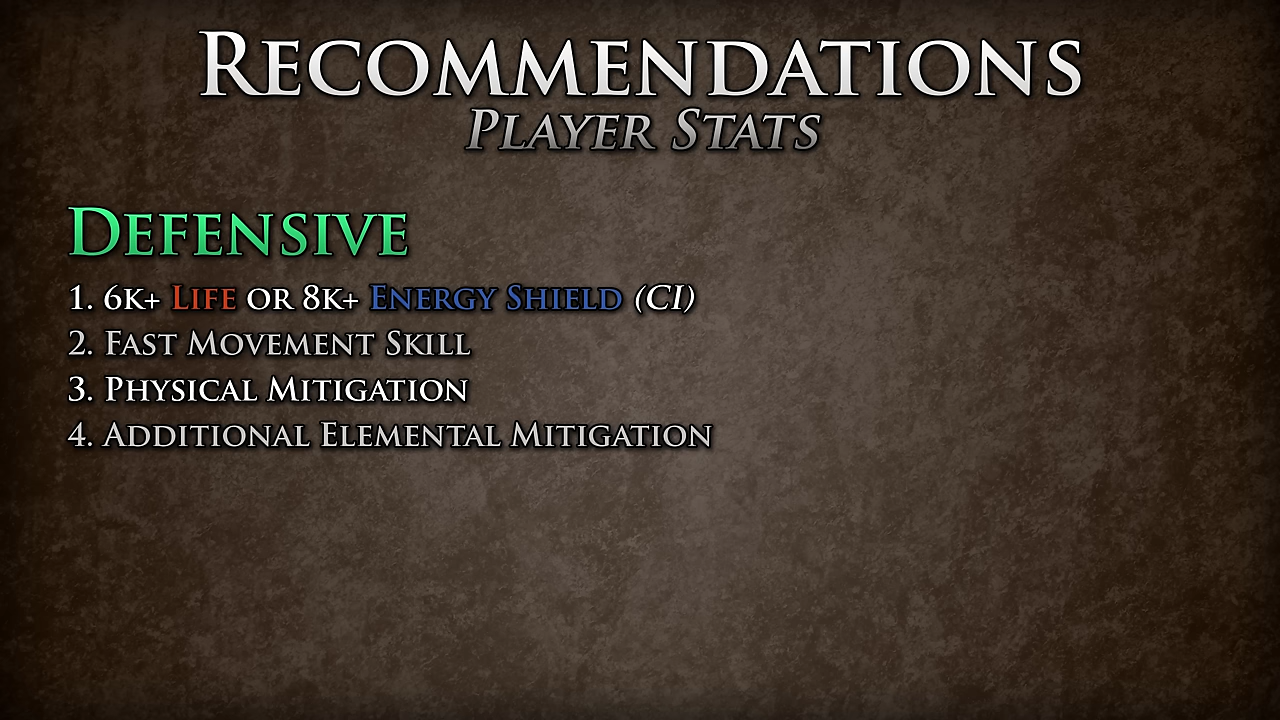 Recommendations
Player Stats
Defensive
1. 6k+ Life or 8k+ Energy Shield (CI)
2. Fast Movement Skill
3. Physical Mitigation
4. Additional Elemental Mitigation